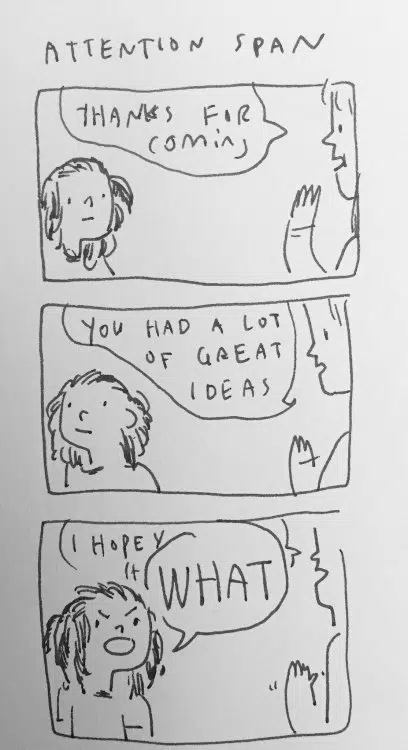 ATTENTION SPAN
THANKS FOR
COMING
YOU HAD A LOT
OF GREAT
IDEAS
I HOPE Y
IT
WHAT